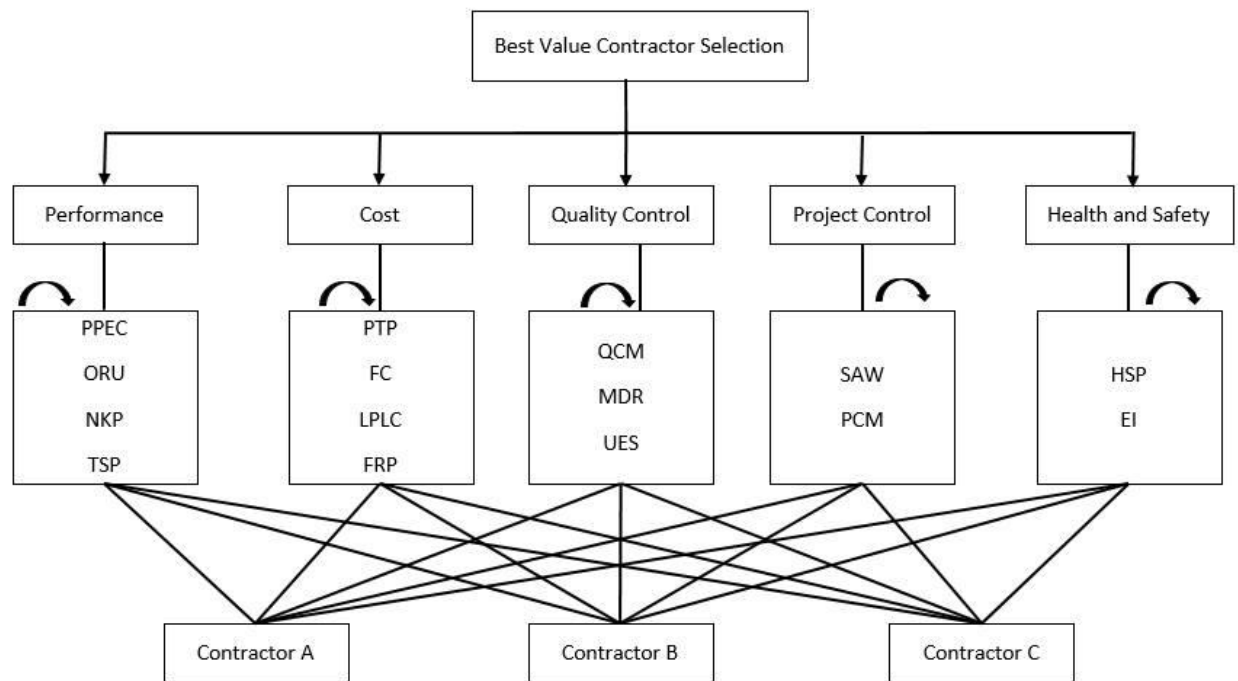 Best Value Contractor Selection
Performance
Cost
Quality Control
Project Control
Health and Safety
PPEC
ORU
NKP
TSP
PTP
FC
LPLC
FRP
QCM
MDR
UES
SAW
PCM
HSP
EI
Contractor A
Contractor B
Contractor C